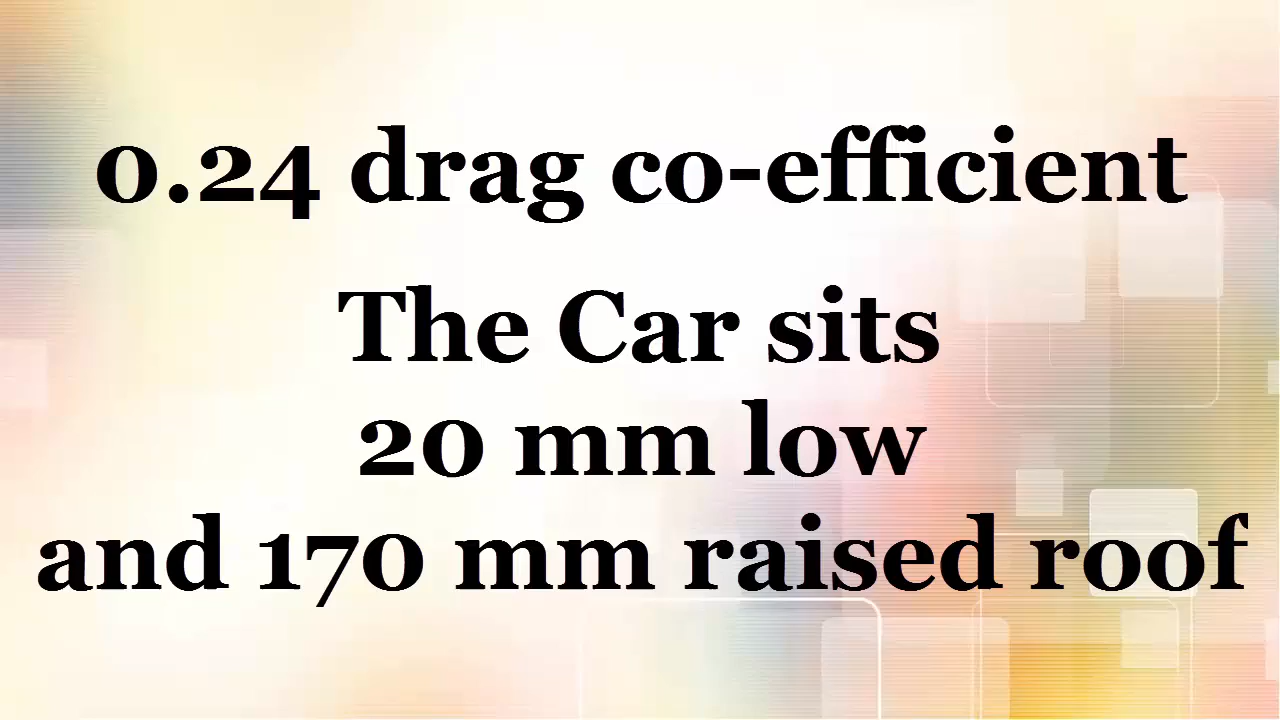 0.24 drag co-efficient
The Car sits
20 mm low
and 170 mm raised roof